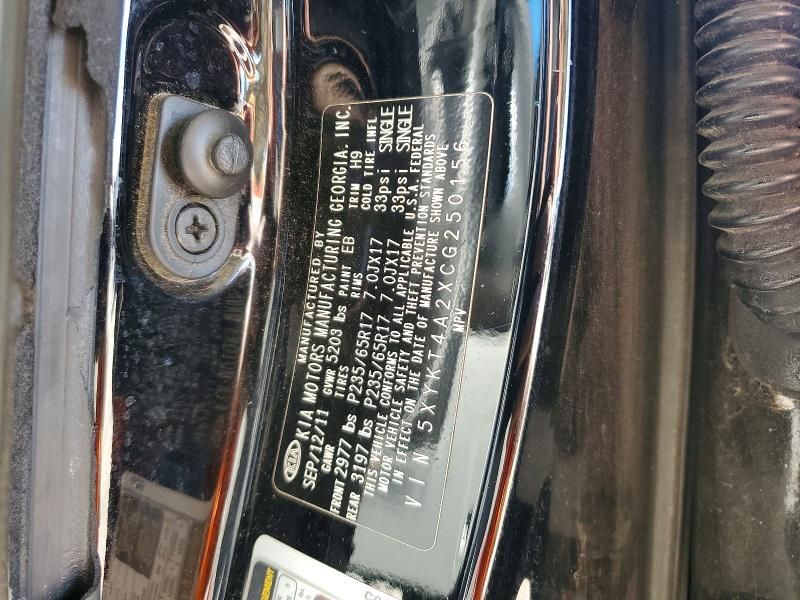 KIA
MANUFACTURED BY
KIA MOTORS MANUFACTURING GEORGIA. INC.
SEP/12/11 GVWR 5203 lbs PAINT EB TRIM H9
GAWR TIRES RIMS COLD TIRE INFL
FRONT 2977 lbs P235/65R17 7.0JX17 33psi SINGLE
REAR 3197 lbs P235/65R17 7.0JX17 33psi SINGLE
THIS VEHICLE CONFORMS TO ALL APPLICABLE U.S.A. FEDERAL
MOTOR VEHICLE SAFETY AND THEFT PREVENTION STANDARDS
IN EFFECT ON THE DATE OF MANUFACTURE SHOWN ABOVE
VIN 5XYKT4A2XCG250156
MPV